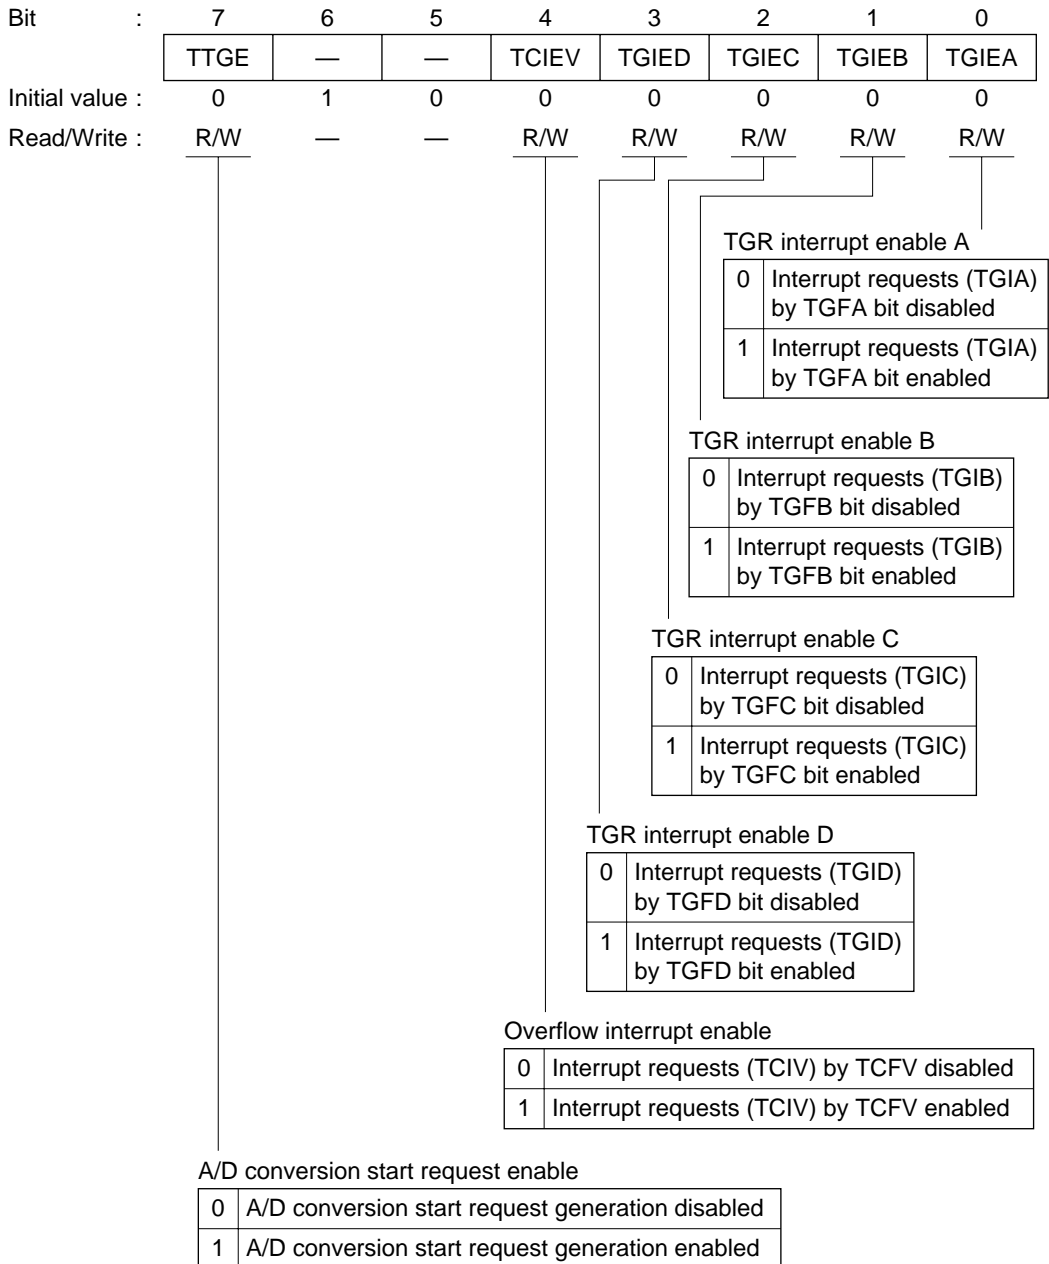 Bit : 7 6 5 4 3 2 1 0
TTGE — — TCIEV TGIED TGIEC TGIEB TGIEA
Initial value : 0 1 0 0 0 0 0 0
Read/Write : R/W — — R/W R/W R/W R/W R/W
TGR interrupt enable A
0 Interrupt requests (TGIA)
by TGFA bit disabled
1 Interrupt requests (TGIA)
by TGFA bit enabled
TGR interrupt enable B
0 Interrupt requests (TGIB)
by TGFB bit disabled
1 Interrupt requests (TGIB)
by TGFB bit enabled
TGR interrupt enable C
0 Interrupt requests (TGIC)
by TGFC bit disabled
1 Interrupt requests (TGIC)
by TGFC bit enabled
TGR interrupt enable D
0 Interrupt requests (TGID)
by TGFD bit disabled
1 Interrupt requests (TGID)
by TGFD bit enabled
Overflow interrupt enable
0 Interrupt requests (TCIV) by TCFV disabled
1 Interrupt requests (TCIV) by TCFV enabled
A/D conversion start request enable
0 A/D conversion start request generation disabled
1 A/D conversion start request generation enabled